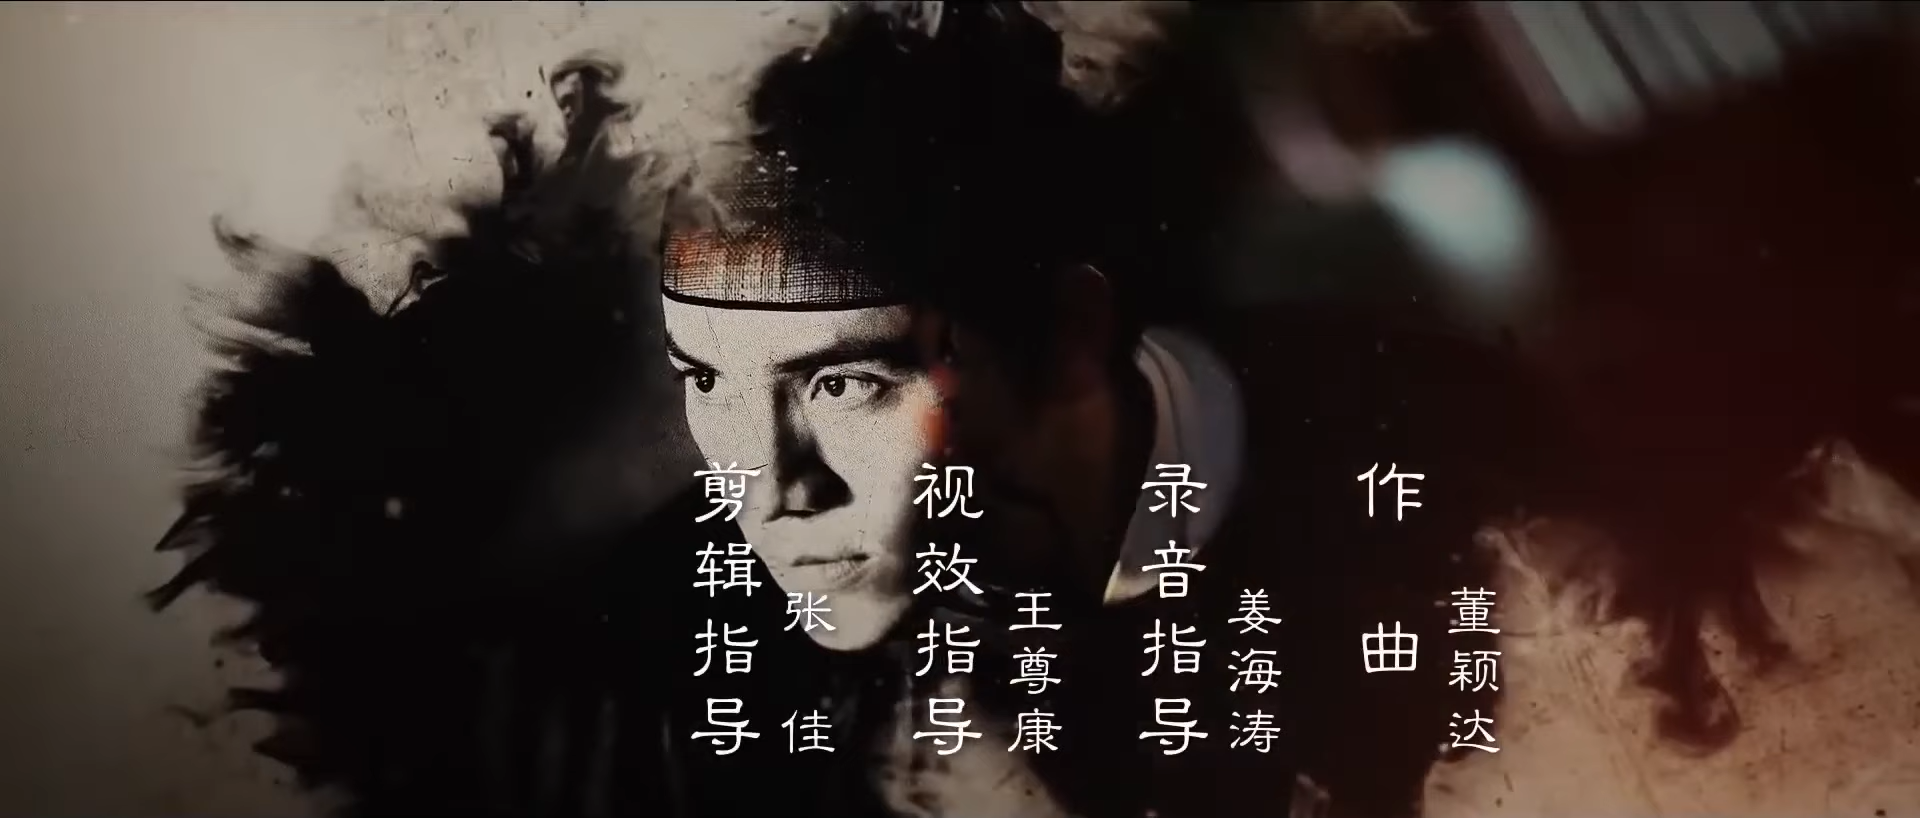 作曲
董颖达
录音指导
姜海涛
视效指导
王尊康
剪辑指导
张佳